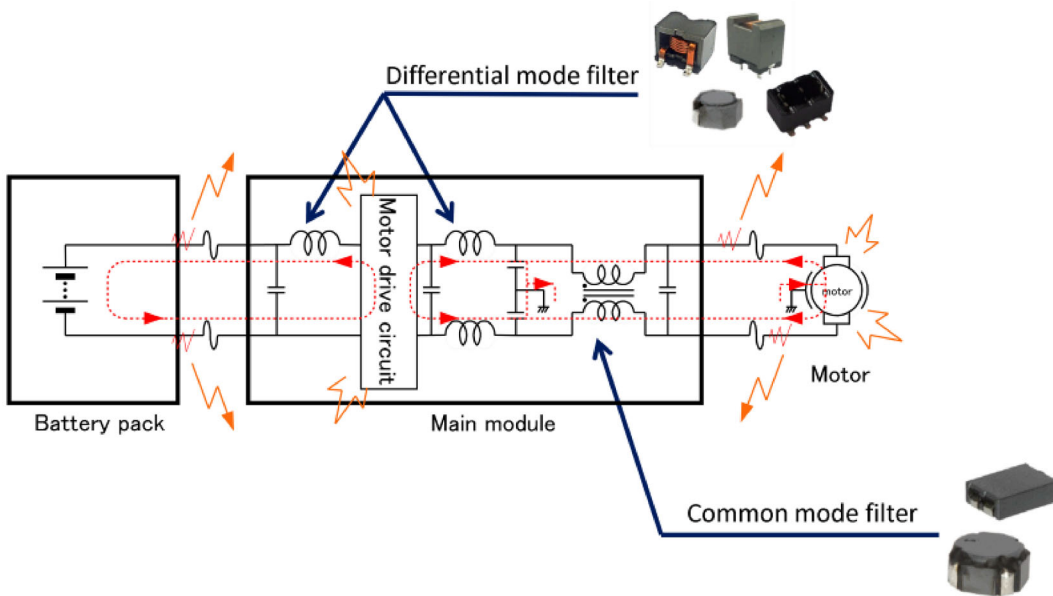 Differential mode filter
Motor drive circuit
motor
Motor
Battery pack
Main module
Common mode filter